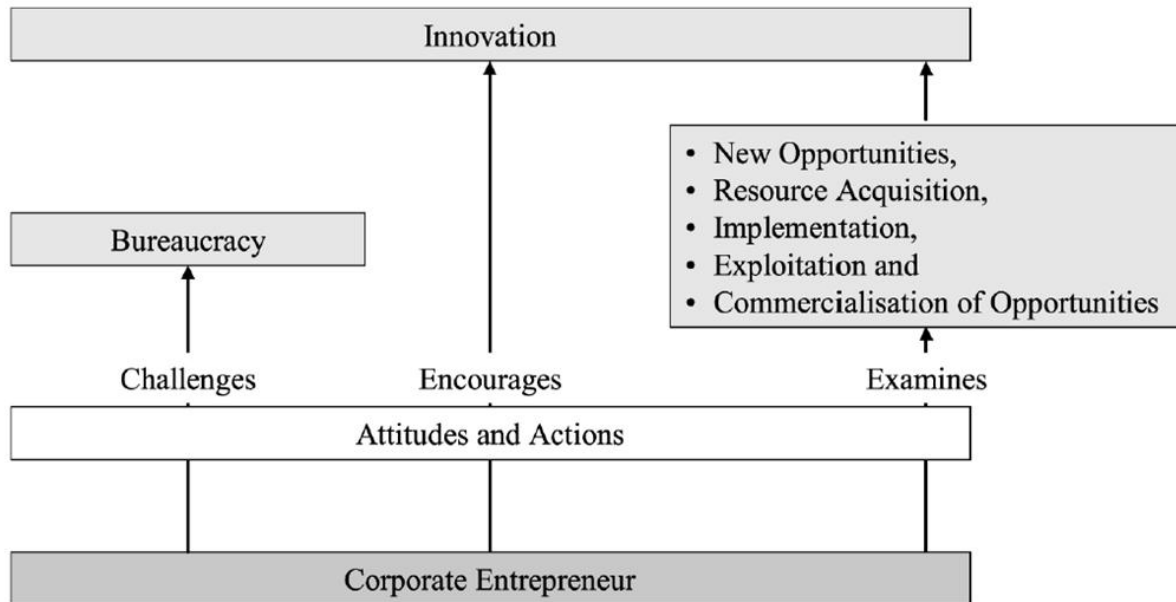 Innovation
• New Opportunities,
• Resource Acquisition,
• Implementation,
• Exploitation and
• Commercialisation of Opportunities
Bureaucracy
Challenges
Encourages
Examines
Attitudes and Actions
Corporate Entrepreneur